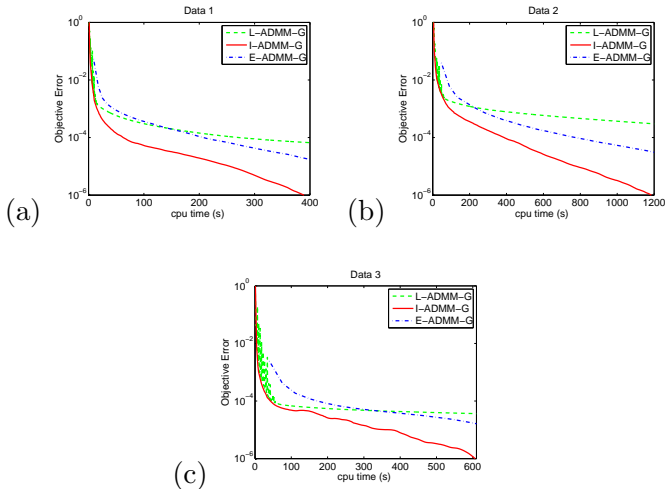 Data 1
10^0
10^-2
10^-4
10^-6
Objective Error
L-ADMM-G
I-ADMM-G
E-ADMM-G
0 100 200 300 400
cpu time (s)
(a)
Data 2
10^0
10^-2
10^-4
10^-6
Objective Error
L-ADMM-G
I-ADMM-G
E-ADMM-G
0 200 400 600 800 1000 1200
cpu time (s)
(b)
Data 3
10^0
10^-2
10^-4
10^-6
Objective Error
L-ADMM-G
I-ADMM-G
E-ADMM-G
0 100 200 300 400 500 600
cpu time (s)
(c)